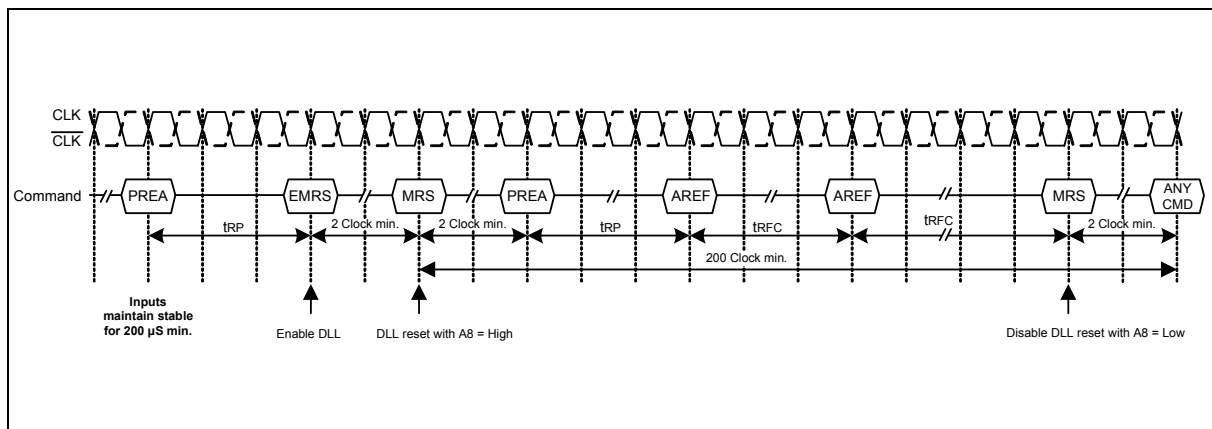 CLK
CLK
Command PREA EMRS MRS PREA AREF AREF MRS ANY CMD
tRP 2 Clock min. 2 Clock min. tRP tRFC tRFC 2 Clock min.
200 Clock min.
Inputs
maintain stable
for 200 µS min.
Enable DLL
DLL reset with A8 = High
Disable DLL reset with A8 = Low